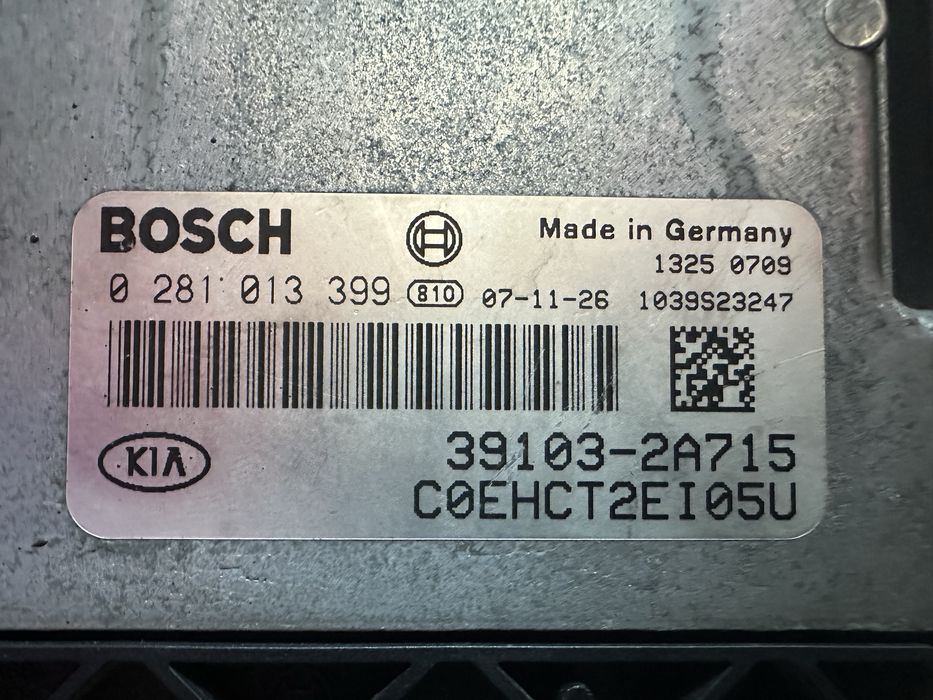 BOSCH
Made in Germany
1325 0709
0 281 013 399 810 07-11-26 1039S23247
KIA
39103-2A715
C0EHCT2EI05U